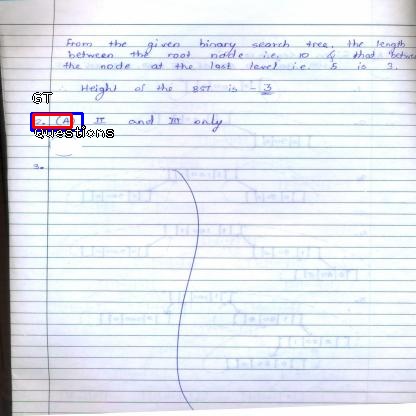 From the given binary search tree, the length
between the root node i.e. 10 & that between
the node at the last level i.e. 5 is 3.
∴ Height of the BST is - 3
GT
2. (A) II and III only
Questions
3.